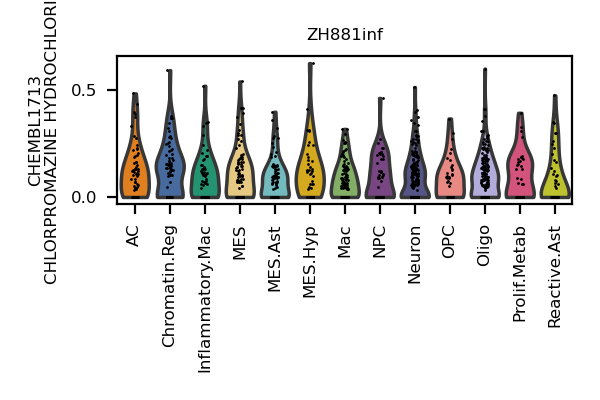 ZH881inf
CHEMBL1713
CHLORPROMAZINE HYDROCHLORI
0.5
0.0
AC
Chromatin.Reg
Inflammatory.Mac
MES
MES.Ast
MES.Hyp
Mac
NPC
Neuron
OPC
Oligo
Prolif.Metab
Reactive.Ast